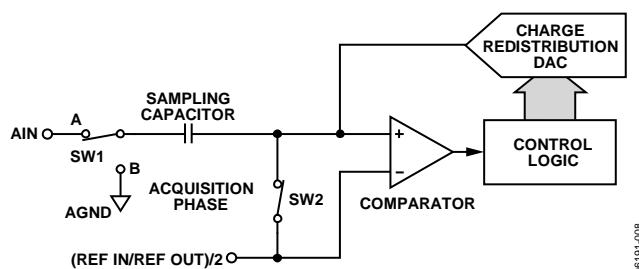 CHARGE
REDISTRIBUTION
DAC
SAMPLING
CAPACITOR
A
AIN
SW1
B
AGND
ACQUISITION
PHASE
SW2
+
−
COMPARATOR
CONTROL
LOGIC
(REF IN/REF OUT)/2